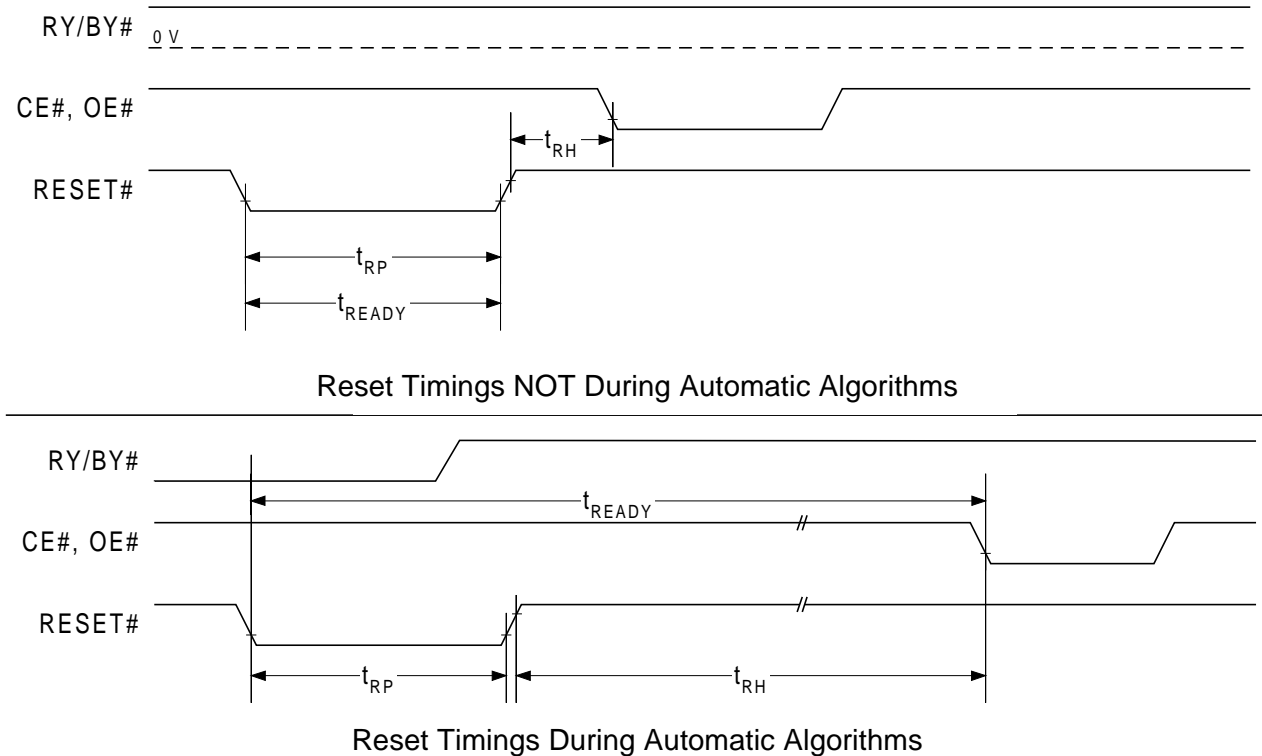 RY/BY#
0 V
CE#, OE#
tRH
RESET#
tRP
tREADY
Reset Timings NOT During Automatic Algorithms
RY/BY#
tREADY
CE#, OE#
//
RESET#
//
tRP
tRH
Reset Timings During Automatic Algorithms